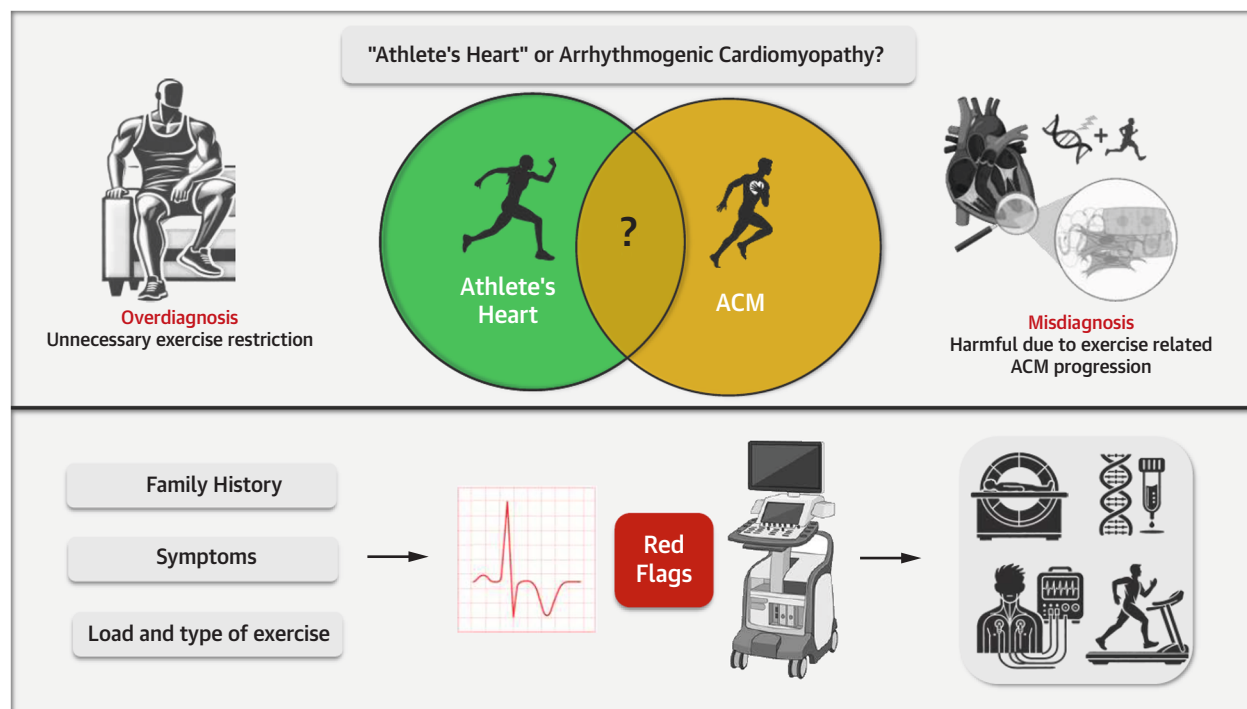 "Athlete's Heart" or Arrhythmogenic Cardiomyopathy?
?
Athlete's
Heart
ACM
Overdiagnosis
Unnecessary exercise restriction
Misdiagnosis
Harmful due to exercise related
ACM progression
Family History
Symptoms
Load and type of exercise
Red
Flags